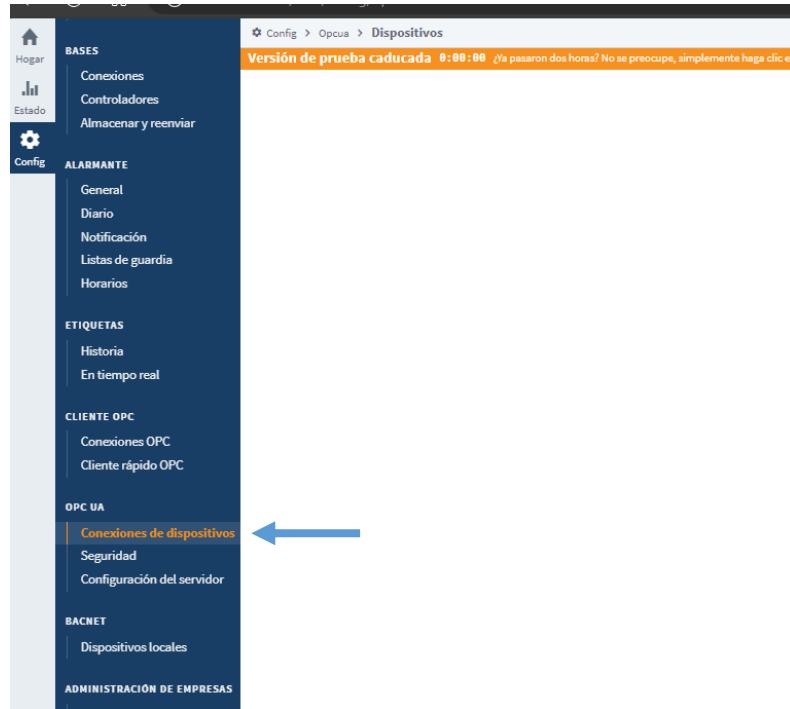 Hogar
Estado
Config
BASES
Conexiones
Controladores
Almacenar y reenviar
ALARMANTE
General
Diario
Notificación
Listas de guardia
Horarios
ETIQUETAS
Historia
En tiempo real
CLIENTE OPC
Conexiones OPC
Cliente rápido OPC
OPC UA
Conexiones de dispositivos
Seguridad
Configuración del servidor
BACNET
Dispositivos locales
ADMINISTRACIÓN DE EMPRESAS
Config > Opcua > Dispositivos
Versión de prueba caducada 0:00:00 ¿Ya pasaron dos horas? No se preocupe, simplemente haga clic e